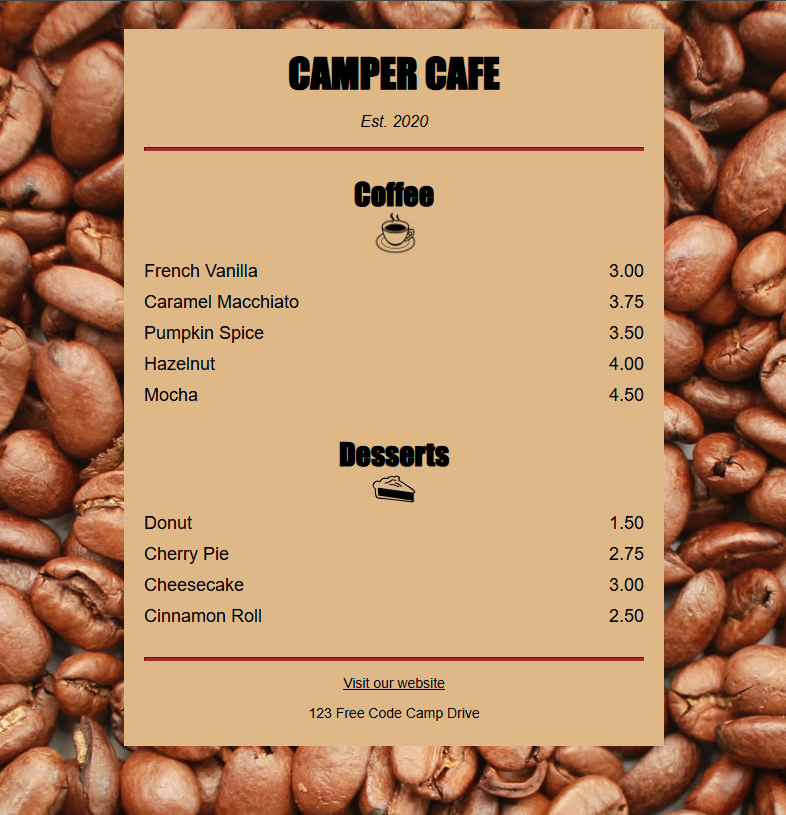 CAMPER CAFE
Est. 2020
Coffee
French Vanilla 3.00
Caramel Macchiato 3.75
Pumpkin Spice 3.50
Hazelnut 4.00
Mocha 4.50
Desserts
Donut 1.50
Cherry Pie 2.75
Cheesecake 3.00
Cinnamon Roll 2.50
Visit our website
123 Free Code Camp Drive